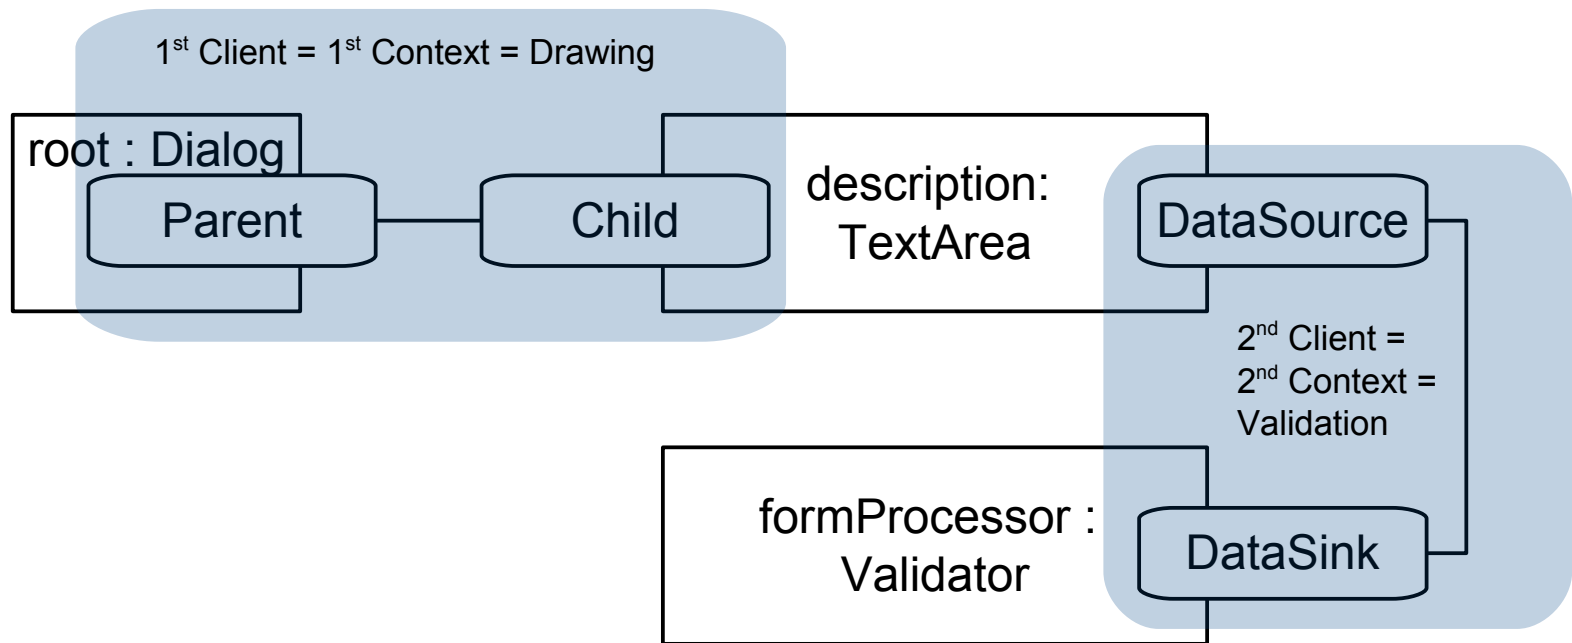 1st Client = 1st Context = Drawing
root : Dialog
Parent
Child
description:
TextArea
DataSource
2nd Client =
2nd Context =
Validation
formProcessor :
Validator
DataSink